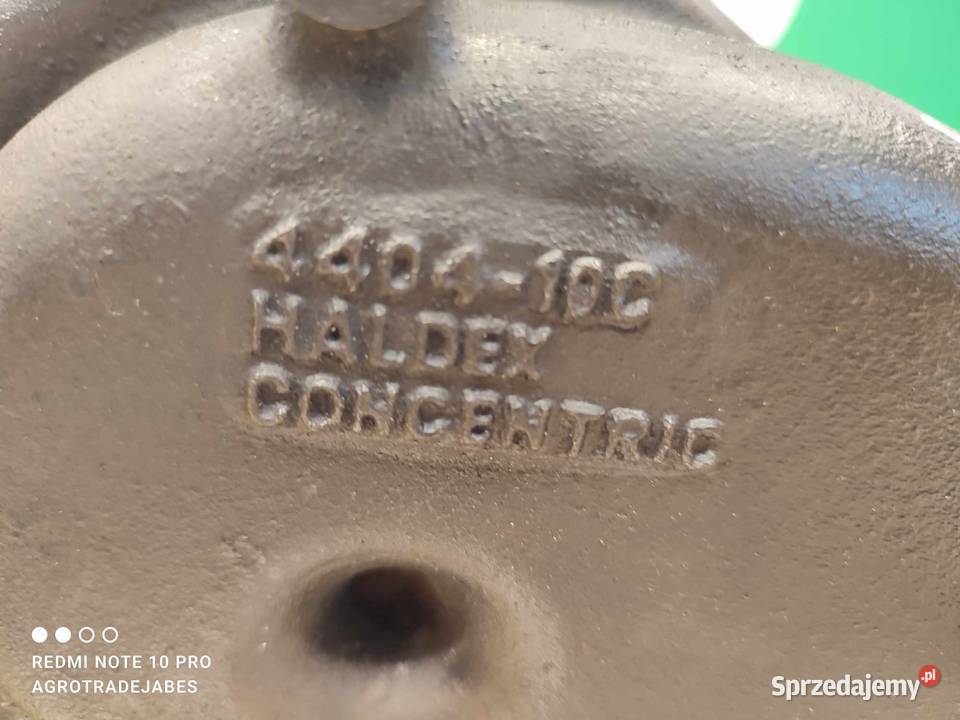 4404-10C
HALDEX
CONCENTRIC
REDMI NOTE 10 PRO
AGROTRADEJABES
Sprzedajemy.pl